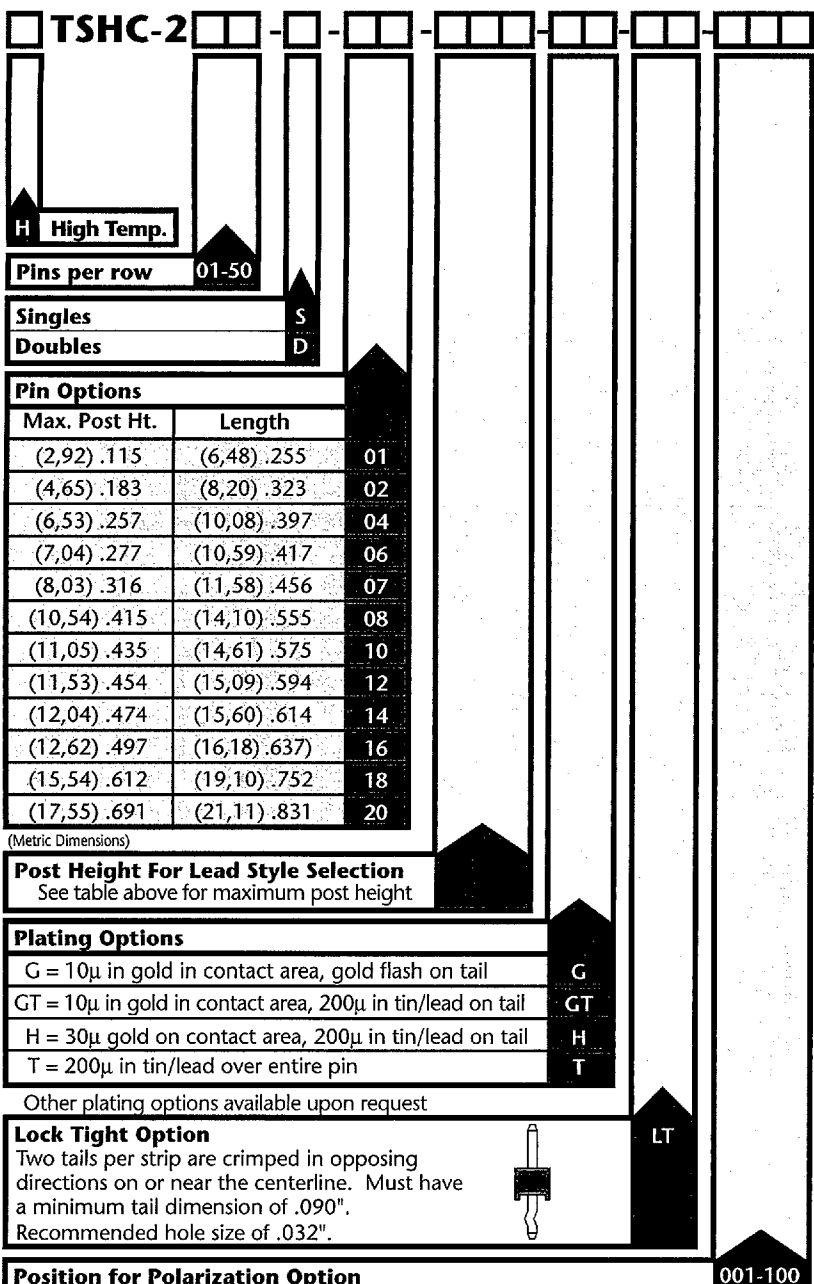 TSHC-2 - - - - - -
H High Temp.
Pins per row 01-50
Singles S
Doubles D
Pin Options
Max. Post Ht. Length
(2,92) .115 (6,48) .255 01
(4,65) .183 (8,20) .323 02
(6,53) .257 (10,08) .397 04
(7,04) .277 (10,59) .417 06
(8,03) .316 (11,58) .456 07
(10,54) .415 (14,10) .555 08
(11,05) .435 (14,61) .575 10
(11,53) .454 (15,09) .594 12
(12,04) .474 (15,60) .614 14
(12,62) .497 (16,18) .637) 16
(15,54) .612 (19,10) .752 18
(17,55) .691 (21,11) .831 20
(Metric Dimensions)
Post Height For Lead Style Selection
See table above for maximum post height
Plating Options
G = 10µ in gold in contact area, gold flash on tail G
GT = 10µ in gold in contact area, 200µ in tin/lead on tail GT
H = 30µ gold on contact area, 200µ in tin/lead on tail H
T = 200µ in tin/lead over entire pin T
Other plating options available upon request
Lock Tight Option LT
Two tails per strip are crimped in opposing
directions on or near the centerline. Must have
a minimum tail dimension of .090".
Recommended hole size of .032".
Position for Polarization Option 001-100